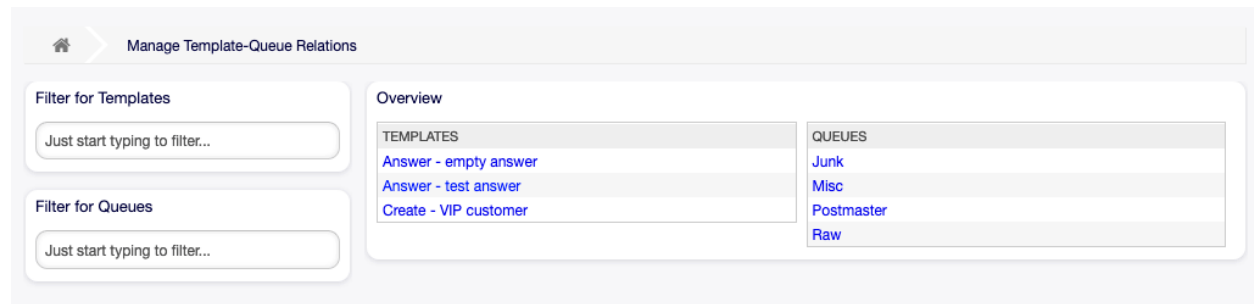 Manage Template-Queue Relations
Filter for Templates
Just start typing to filter...
Filter for Queues
Just start typing to filter...
Overview
TEMPLATES
Answer - empty answer
Answer - test answer
Create - VIP customer
QUEUES
Junk
Misc
Postmaster
Raw